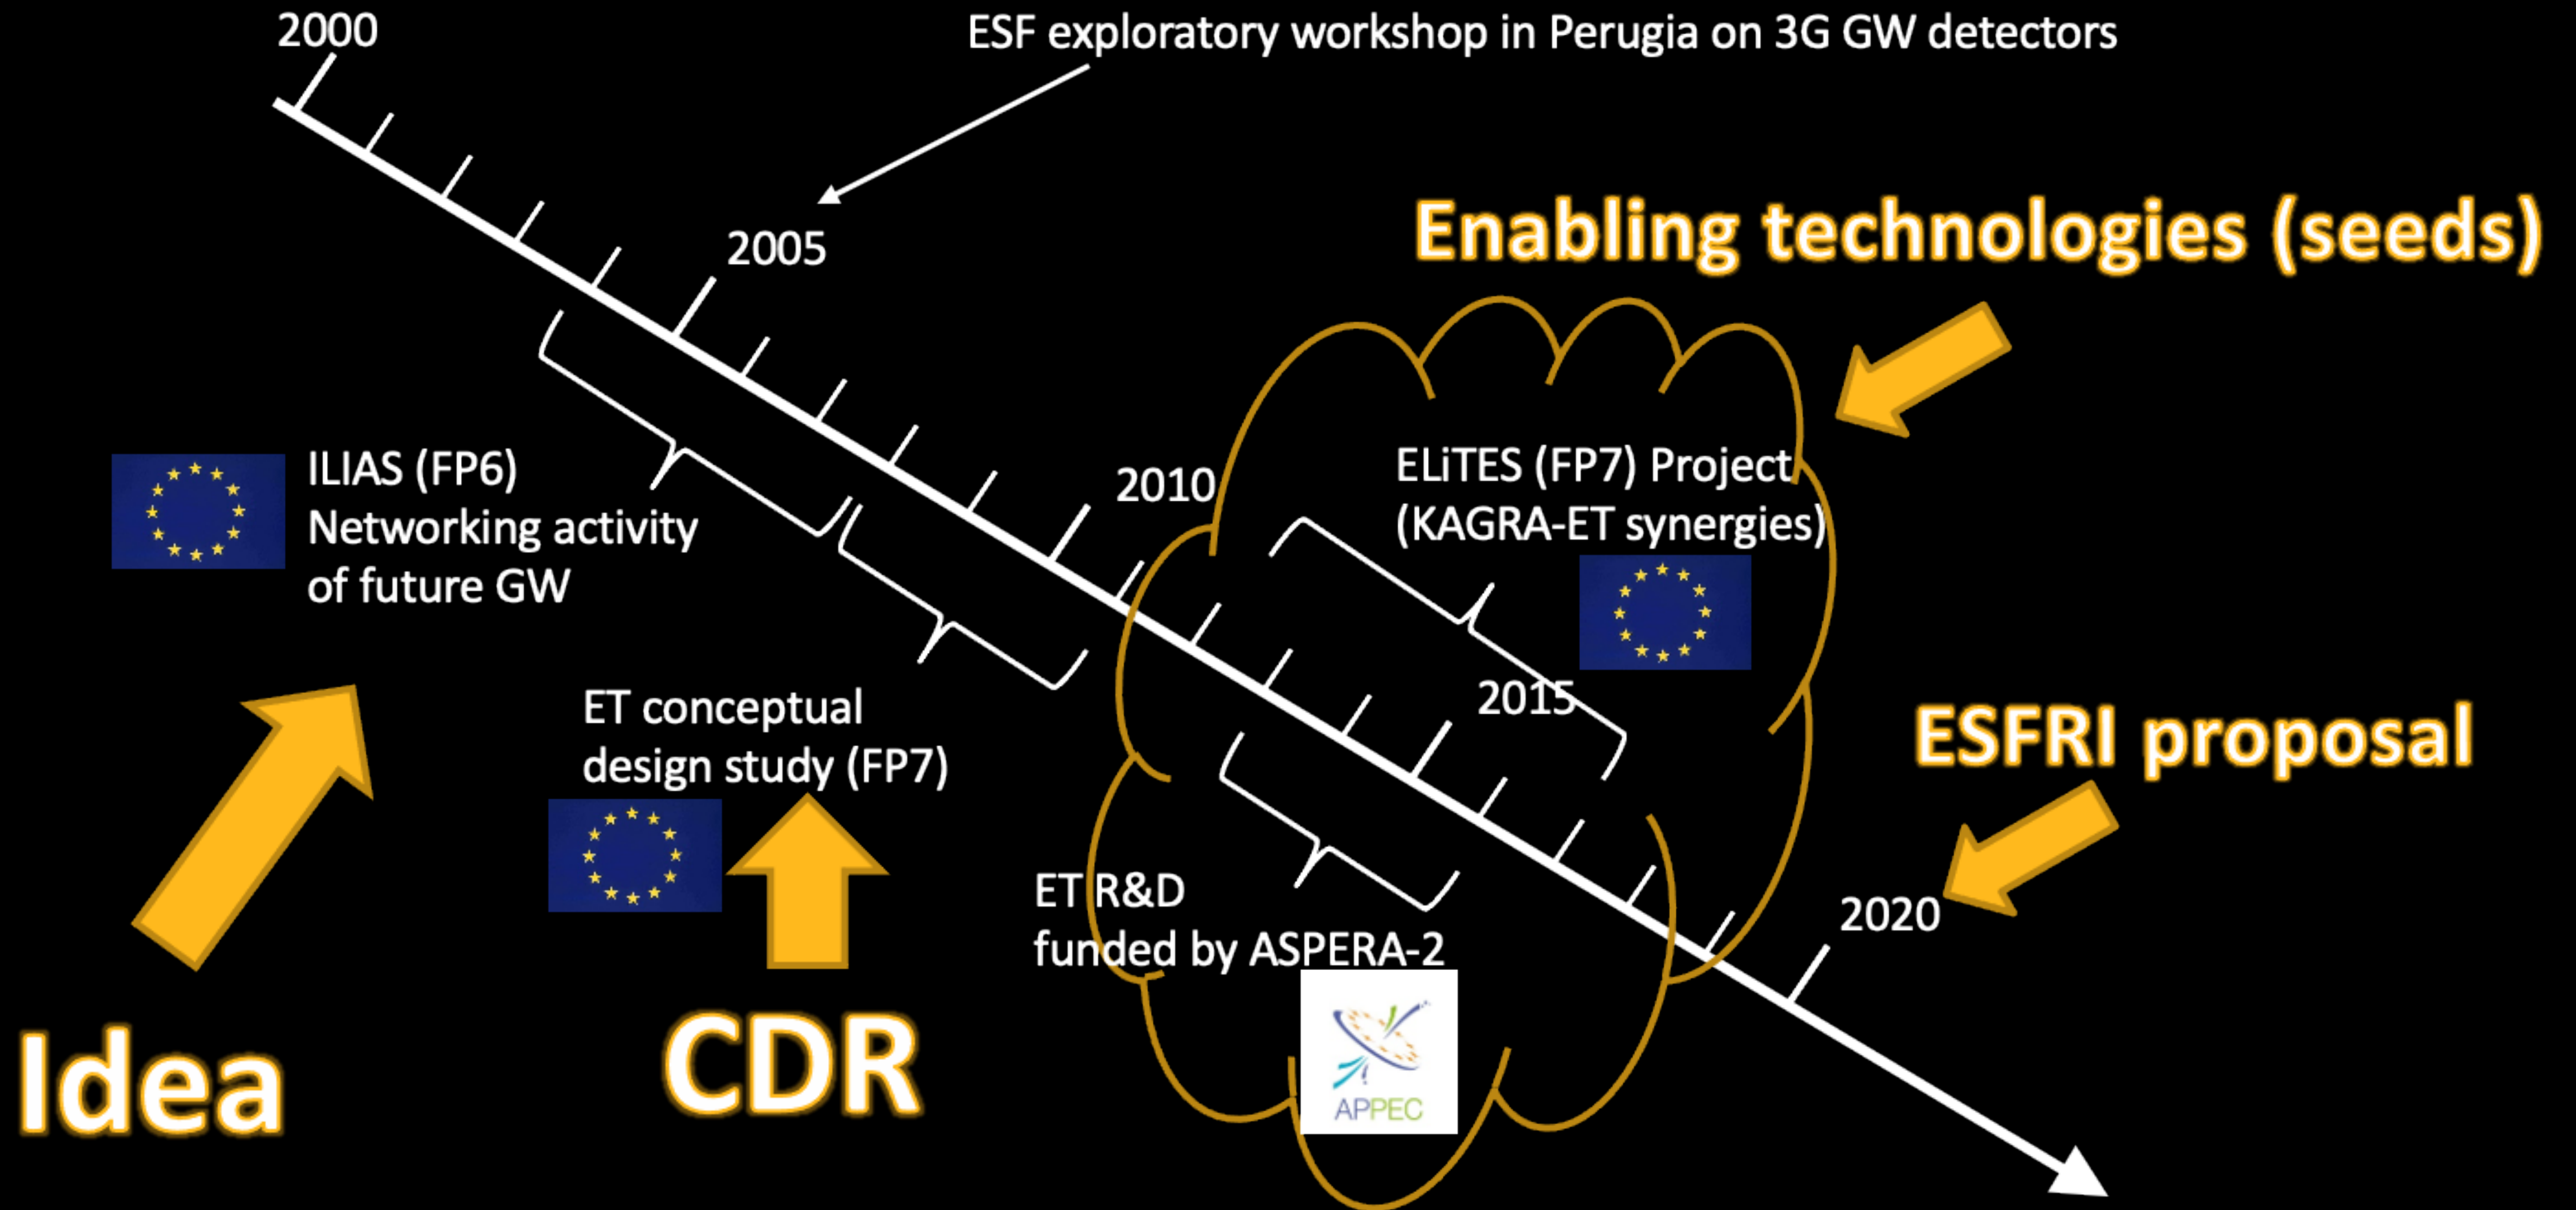 2000
ESF exploratory workshop in Perugia on 3G GW detectors
2005
Enabling technologies (seeds)
ILIAS (FP6)
Networking activity
of future GW
2010
ELiTES (FP7) Project
(KAGRA-ET synergies)
ET conceptual
design study (FP7)
2015
ESFRI proposal
ET R&D
funded by ASPERA-2
2020
Idea
CDR
APPEC